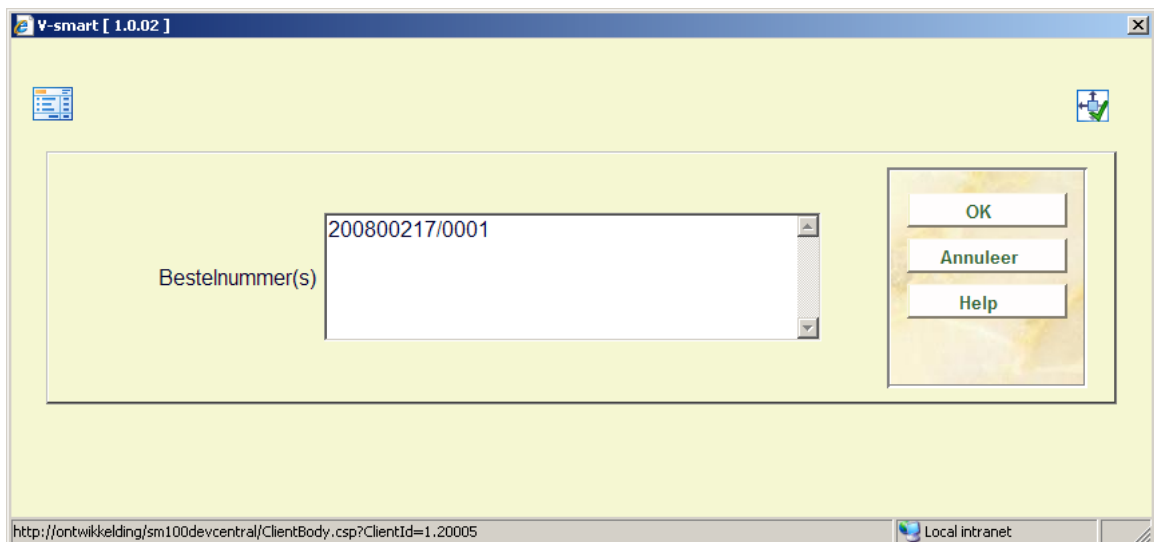 V-smart [ 1.0.02 ]
200800217/0001
Bestelnummer(s)
OK
Annuleer
Help
http://ontwikkelding/sm100devcentral/ClientBody.csp?ClientId=1.20005
Local intranet